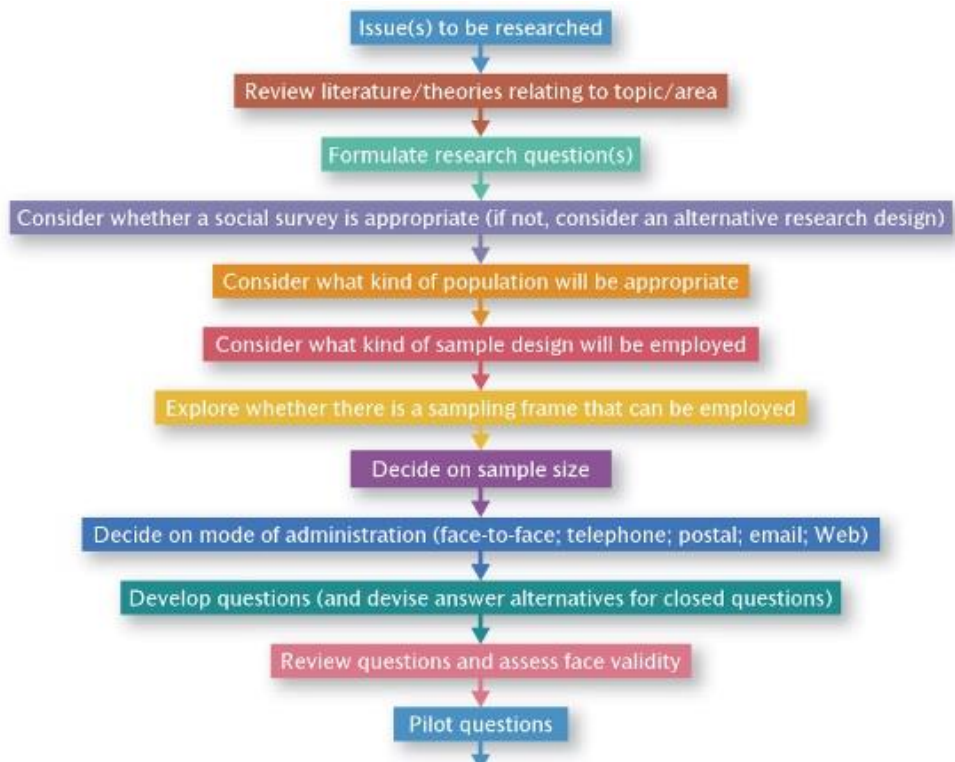 Issue(s) to be researched
Review literature/theories relating to topic/area
Formulate research question(s)
Consider whether a social survey is appropriate (if not, consider an alternative research design)
Consider what kind of population will be appropriate
Consider what kind of sample design will be employed
Explore whether there is a sampling frame that can be employed
Decide on sample size
Decide on mode of administration (face-to-face; telephone; postal; email; Web)
Develop questions (and devise answer alternatives for closed questions)
Review questions and assess face validity
Pilot questions